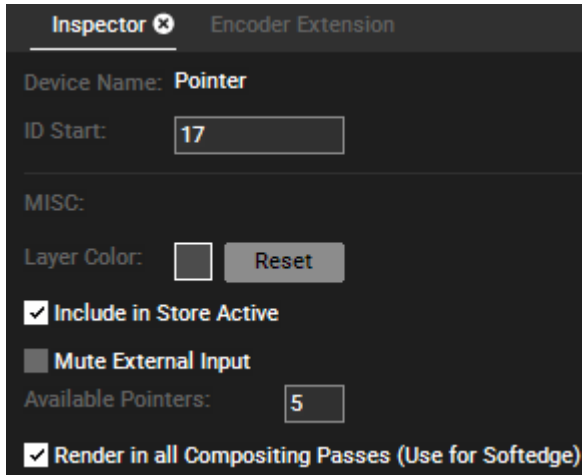 Inspector Encoder Extension
Device Name: Pointer
ID Start: 17
MISC:
Layer Color: Reset
Include in Store Active
Mute External Input
Available Pointers: 5
Render in all Compositing Passes (Use for Softedge)